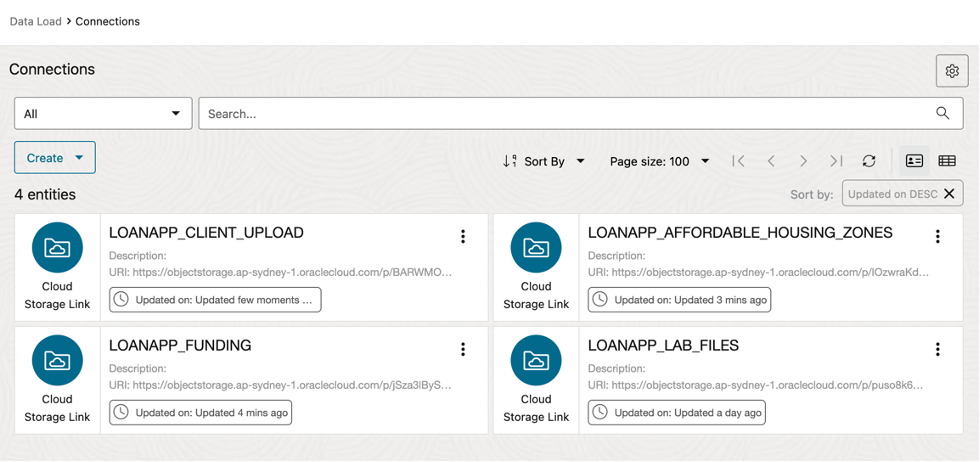 Data Load > Connections
Connections
All
Search...
Create
Sort By
Page size: 100
4 entities
Sort by: Updated on DESC
LOANAPP_CLIENT_UPLOAD
Description:
URI: https://objectstorage.ap-sydney-1.oraclecloud.com/p/BARWMO...
Updated on: Updated few moments ...
Cloud
Storage Link
LOANAPP_AFFORDABLE_HOUSING_ZONES
Description:
URI: https://objectstorage.ap-sydney-1.oraclecloud.com/p/lOzwraKd...
Updated on: Updated 3 mins ago
Cloud
Storage Link
LOANAPP_FUNDING
Description:
URI: https://objectstorage.ap-sydney-1.oraclecloud.com/p/jSza3lByS...
Updated on: Updated 4 mins ago
Cloud
Storage Link
LOANAPP_LAB_FILES
Description:
URI: https://objectstorage.ap-sydney-1.oraclecloud.com/p/puso8k6...
Updated on: Updated a day ago
Cloud
Storage Link